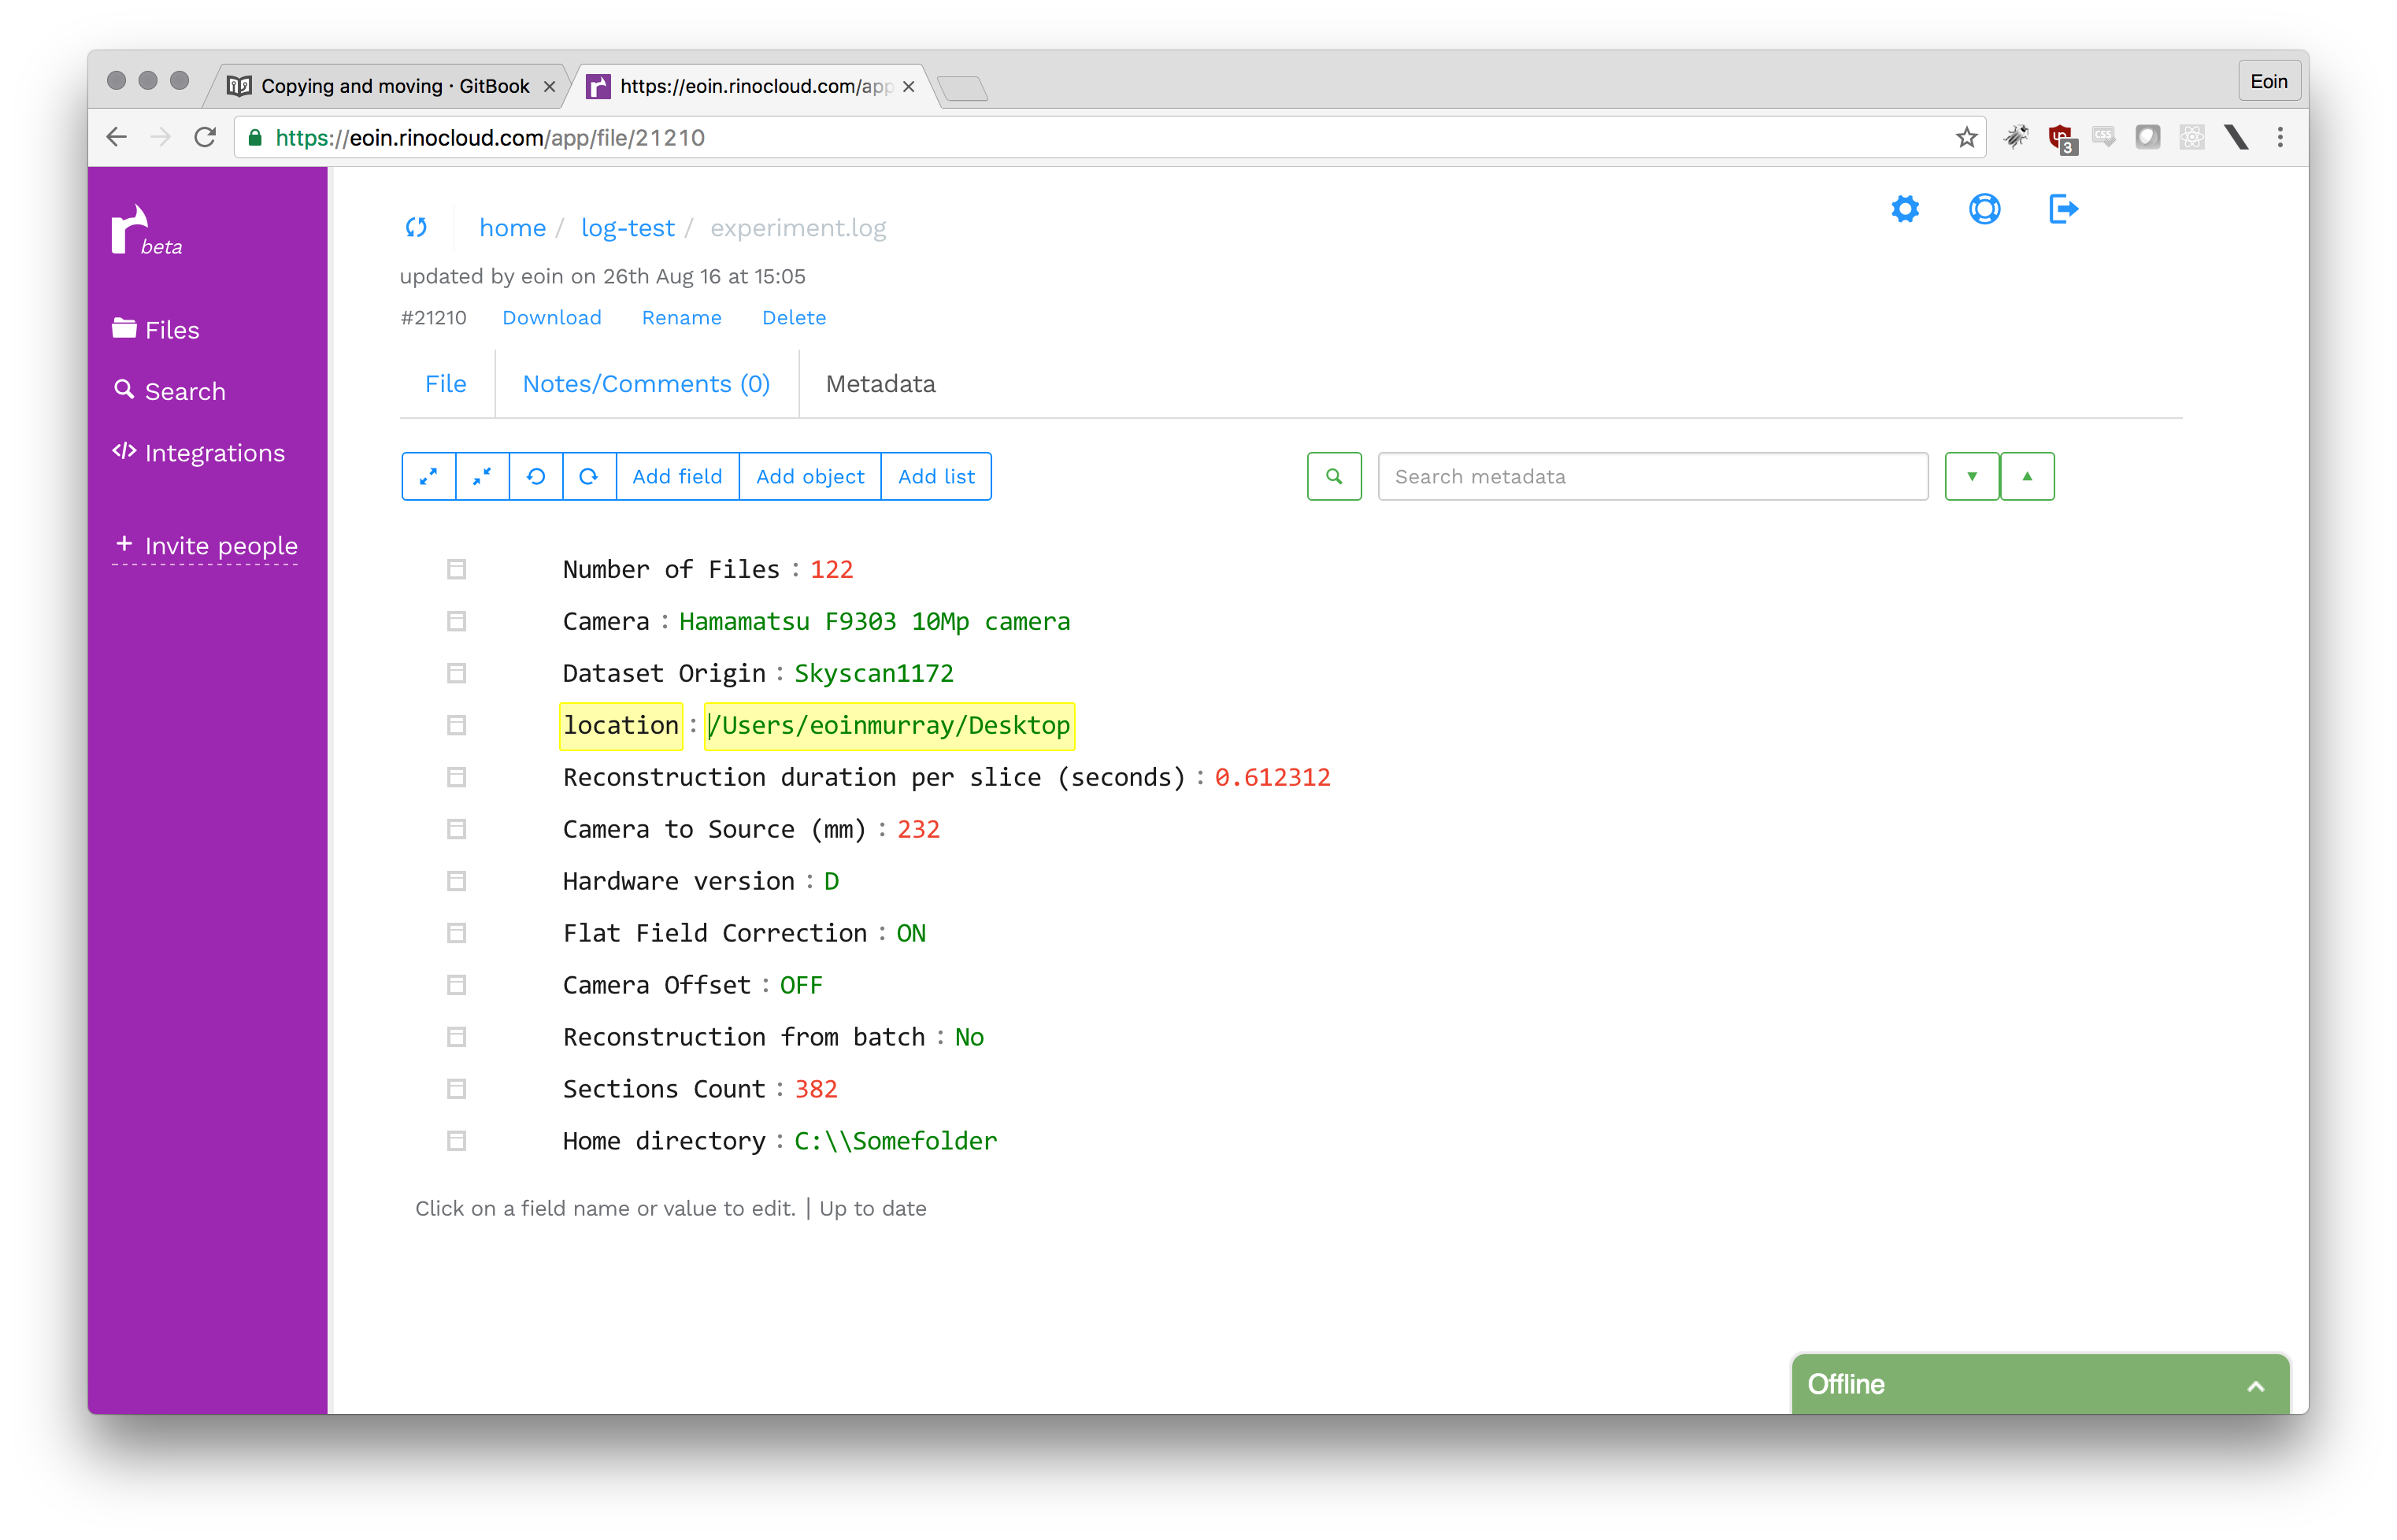 Copying and moving · GitBook
https://eoin.rinocloud.com/app
Eoin
https://eoin.rinocloud.com/app/file/21210
CSS
3
r beta
Files
Search
Integrations
+ Invite people
home / log-test / experiment.log
updated by eoin on 26th Aug 16 at 15:05
#21210 Download Rename Delete
File Notes/Comments (0) Metadata
Add field Add object Add list Search metadata
Number of Files : 122
Camera : Hamamatsu F9303 10Mp camera
Dataset Origin : Skyscan1172
location : /Users/eoinmurray/Desktop
Reconstruction duration per slice (seconds) : 0.612312
Camera to Source (mm) : 232
Hardware version : D
Flat Field Correction : ON
Camera Offset : OFF
Reconstruction from batch : No
Sections Count : 382
Home directory : C:\\Somefolder
Click on a field name or value to edit. | Up to date
Offline